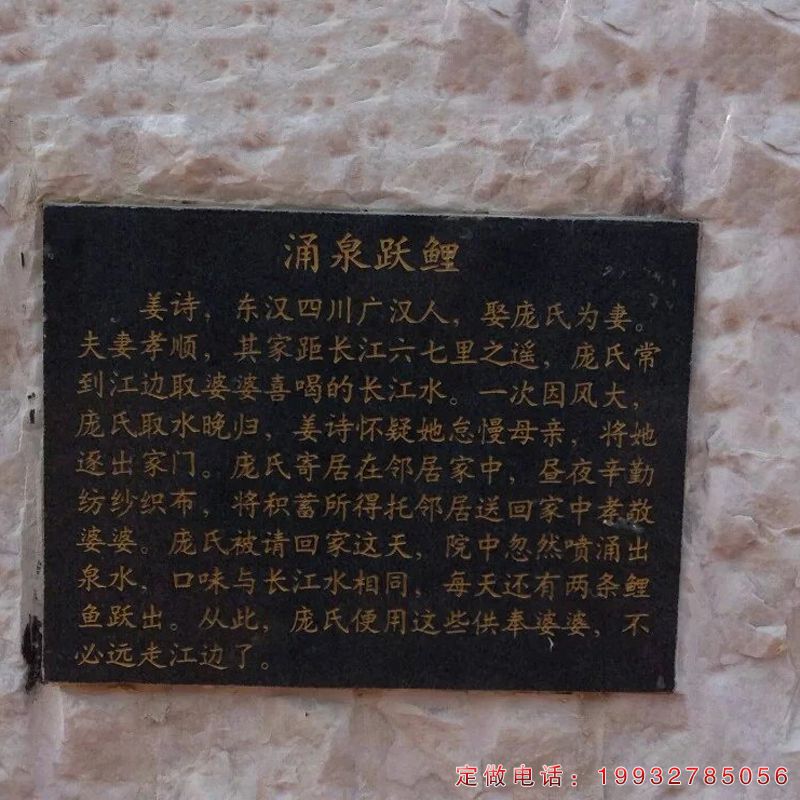 涌泉跃鲤
姜诗，东汉四川广汉人，娶庞氏为妻。
夫妻孝顺，其家距长江六七里之遥，庞氏常
到江边取婆婆喜喝的长江水。一次因风大，
庞氏取水晚归，姜诗怀疑她怠慢母亲，将她
逐出家门。庞氏寄居在邻居家中，昼夜辛勤
纺纱织布，将积蓄所得托邻居送回家中孝敬
婆婆。庞氏被请回家这天，院中忽然喷涌出
泉水，口味与长江水相同，每天还有两条鲤
鱼跃出。从此，庞氏便用这些供奉婆婆，不
必远走江边了。
定做电话：19932785056